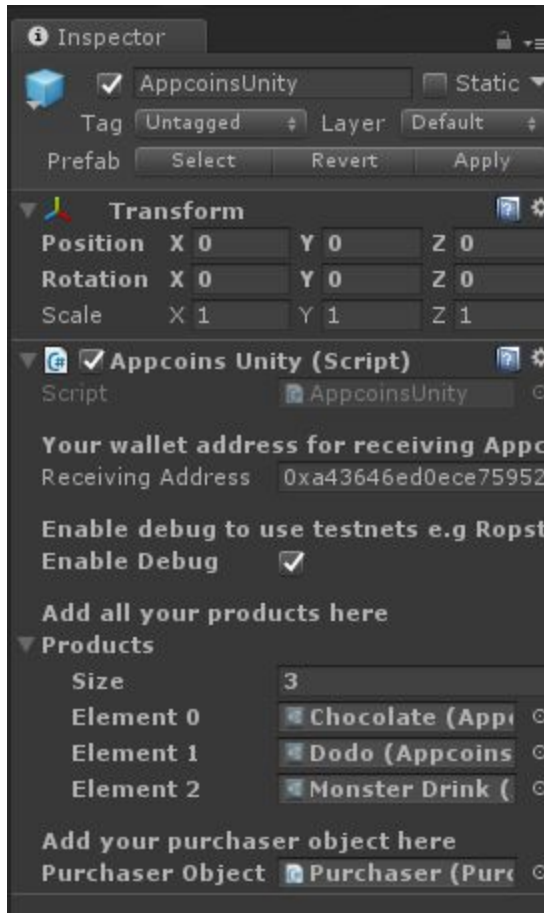 Inspector
AppcoinsUnity Static
Tag Untagged Layer Default
Prefab Select Revert Apply
Transform
Position X 0 Y 0 Z 0
Rotation X 0 Y 0 Z 0
Scale X 1 Y 1 Z 1
Appcoins Unity (Script)
Script AppcoinsUnity
Your wallet address for receiving Appc
Receiving Address 0xa43646ed0ece75952
Enable debug to use testnets e.g Ropst
Enable Debug
Add all your products here
Products
Size 3
Element 0 Chocolate (Appc
Element 1 Dodo (Appcoins
Element 2 Monster Drink (
Add your purchaser object here
Purchaser Object Purchaser (Purc